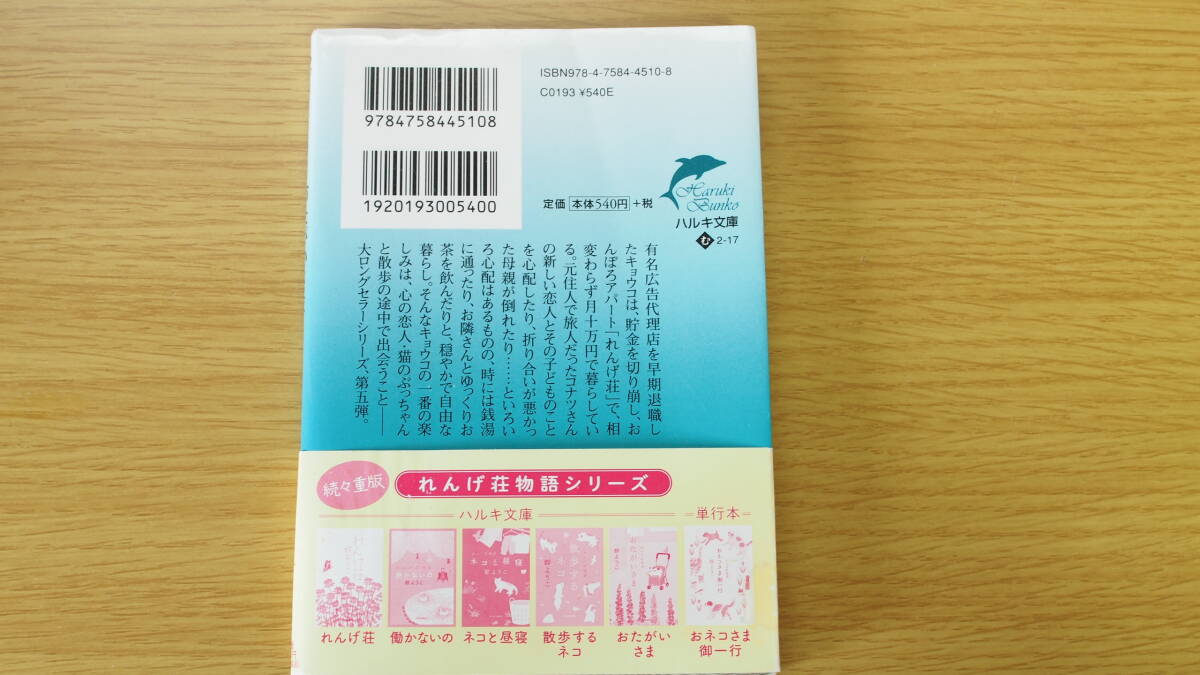 ISBN978-4-7584-4510-8
C0193 ¥540E
9784758445108
1920193005400
定価 本体540円 +税
Haruki
Bunko
ハルキ文庫
む 2-17
有名広告代理店を早期退職し
たキョウコは、貯金を切り崩し、お
んぼろアパート「れんげ荘」で、相
変わらず月十万円で暮らしてい
る。元住人で旅人だったコナツさん
の新しい恋人とその子どものこと
を心配したり、折り合いが悪かっ
た母親が倒れたり……といろい
ろ心配はあるものの、時には銭湯
に通ったり、お隣さんとゆっくりお
茶を飲んだりと、穏やかで自由な
暮らし。そんなキョウコの一番の楽
しみは、心の恋人・猫のぶっちゃん
と散歩の途中で出会うこと――
大ロングセラーシリーズ、第五弾。
続々重版
れんげ荘物語シリーズ
ハルキ文庫
単行本
れんげ荘
働かないの
ネコと昼寝
散歩する
ネコ
おたがい
さま
おネコさま
御一行